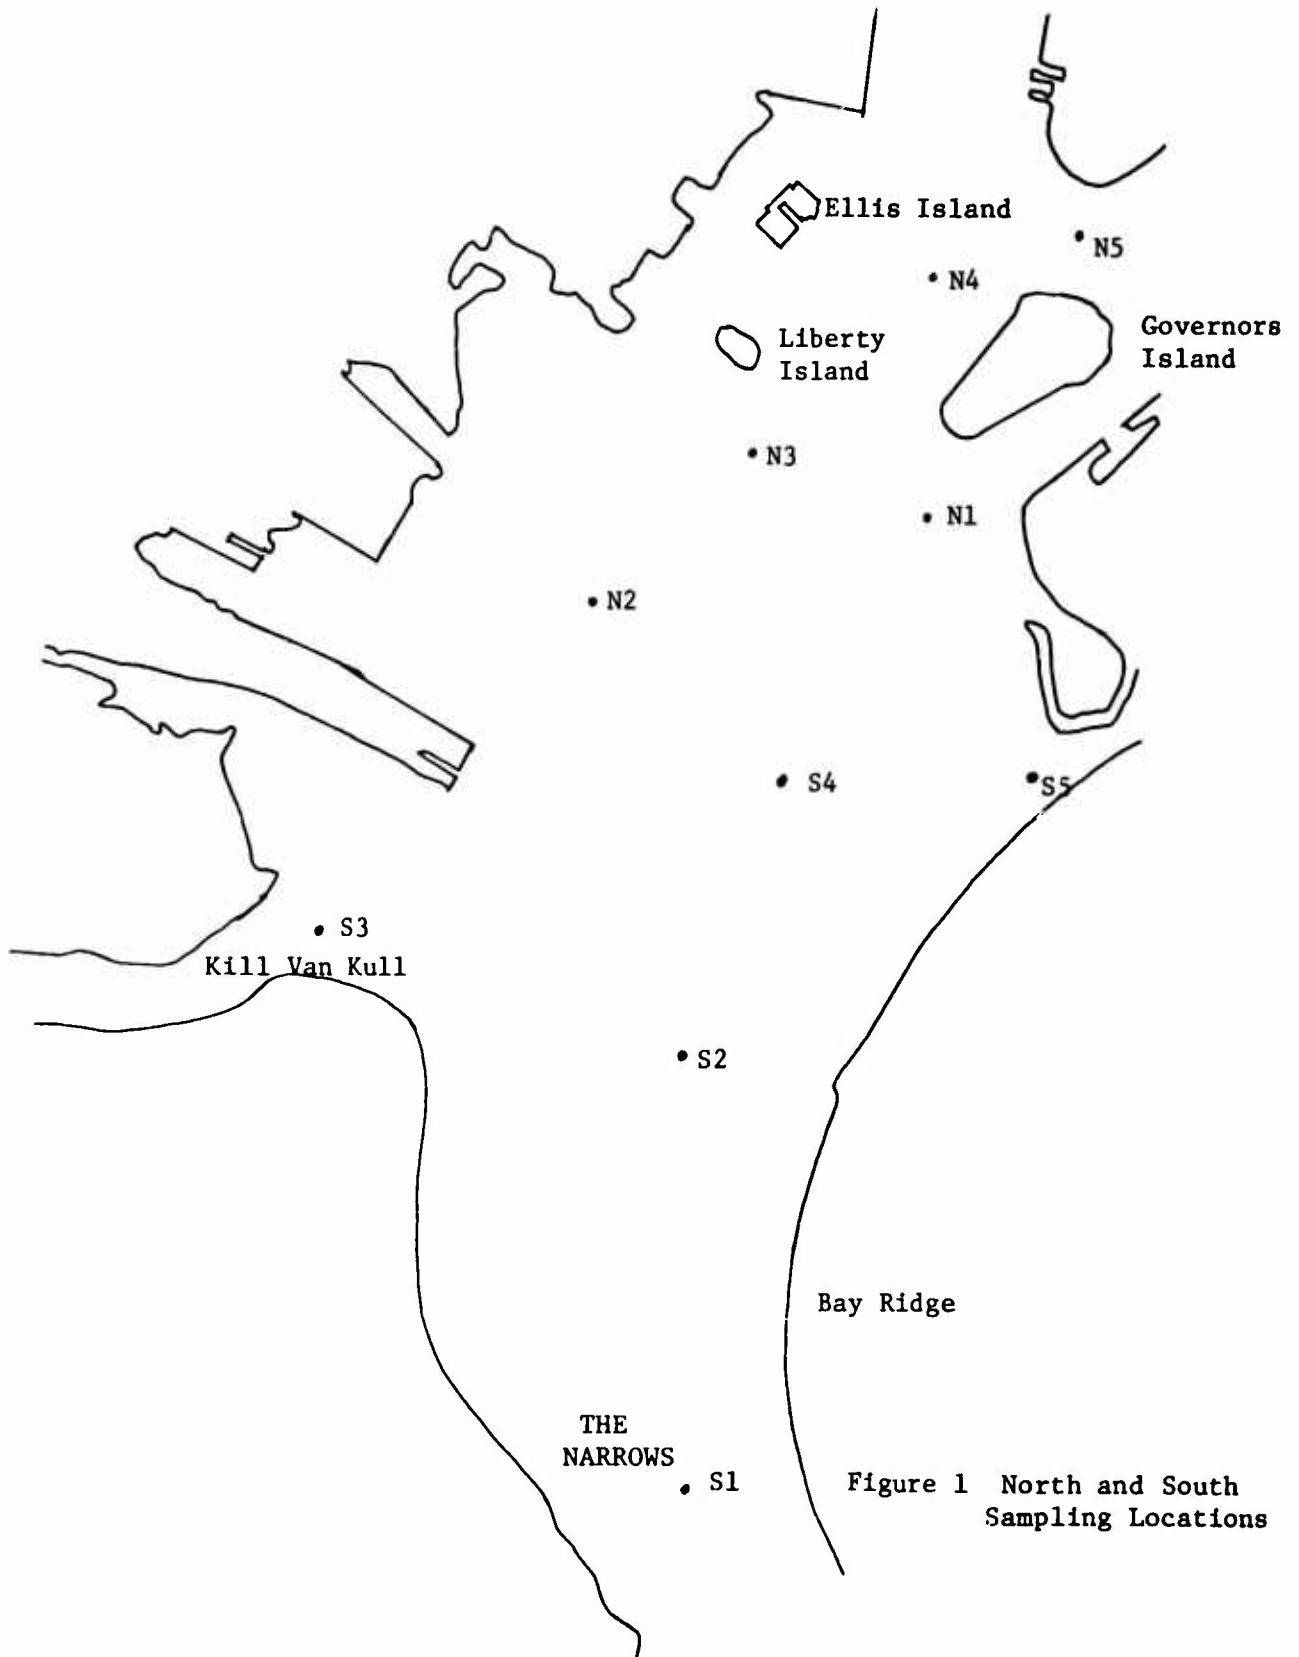 Ellis Island
N5
N4
Governors
Island
Liberty
Island
N3
N1
N2
S4
S5
S3
Kill Van Kull
S2
Bay Ridge
THE
NARROWS
S1
Figure 1 North and South
Sampling Locations